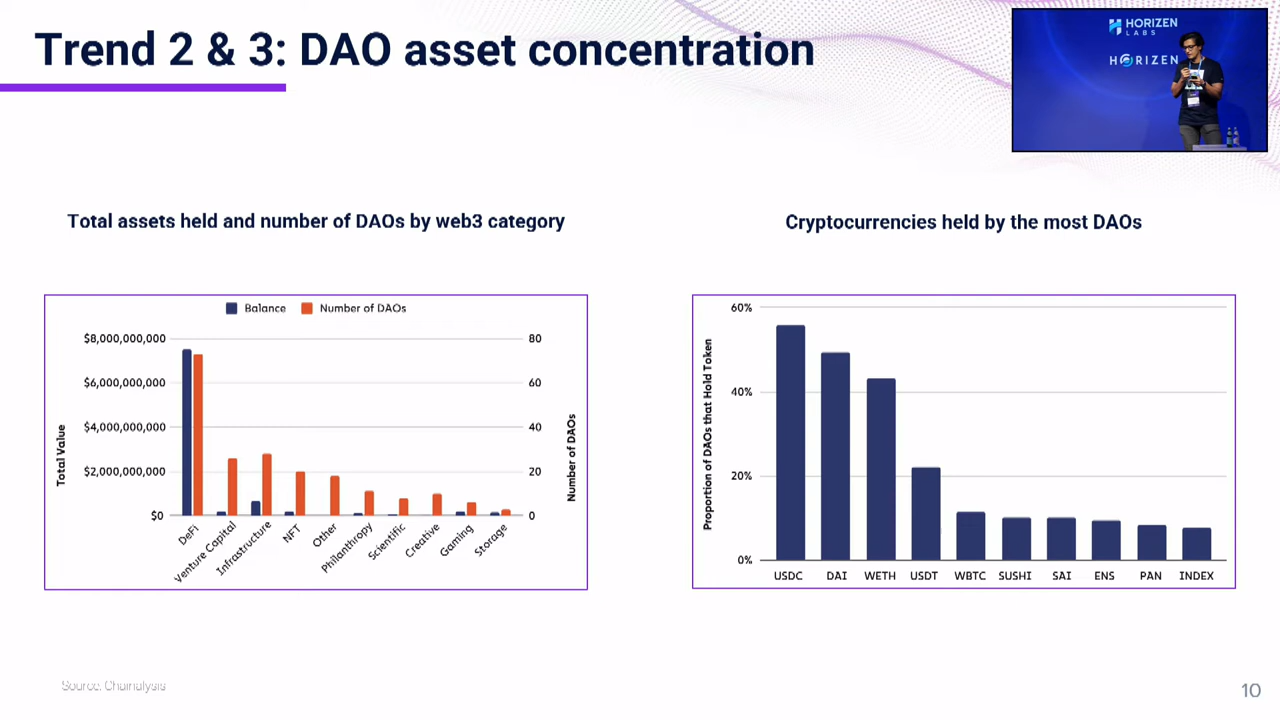 Trend 2 & 3: DAO asset concentration
HORIZEN
LABS
HORIZEN
Total assets held and number of DAOs by web3 category
Balance
Number of DAOs
$8,000,000,000
$6,000,000,000
$4,000,000,000
$2,000,000,000
$0
80
60
40
20
0
Total Value
Number of DAOs
DeFi
Venture Capital
Infrastructure
NFT
Other
Philanthropy
Scientific
Creative
Gaming
Storage
Cryptocurrencies held by the most DAOs
60%
40%
20%
0%
Proportion of DAOs that Hold Token
USDC
DAI
WETH
USDT
WBTC
SUSHI
SAI
ENS
PAN
INDEX
Source: Chainalysis
10